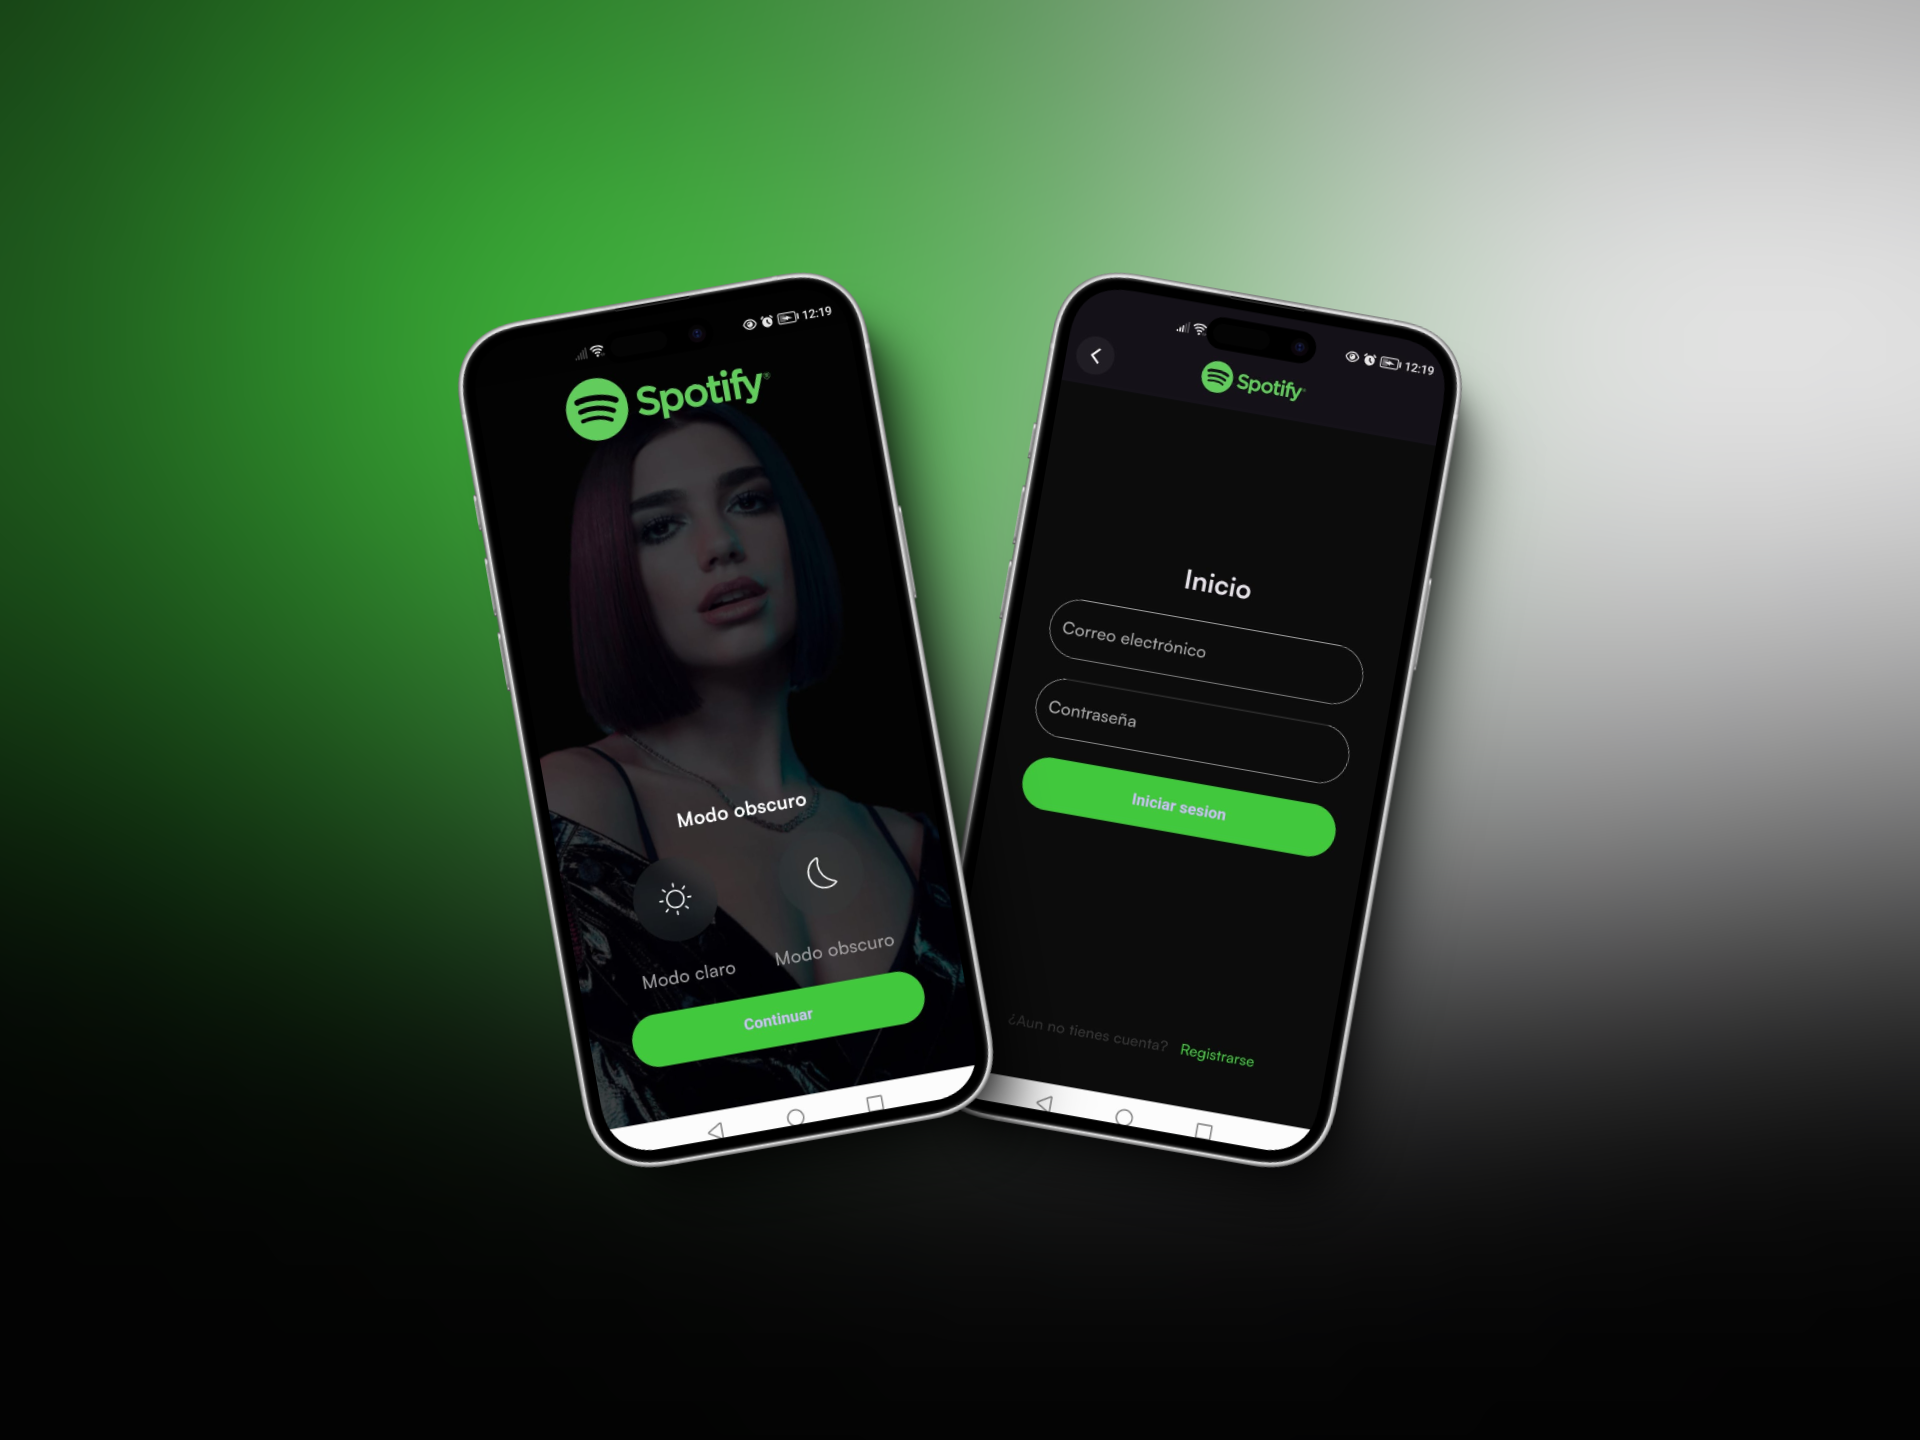 12:19
Spotify®
Modo obscuro
Modo claro
Modo obscuro
Continuar
12:19
Spotify®
Inicio
Correo electrónico
Contraseña
Iniciar sesion
¿Aun no tienes cuenta? Registrarse